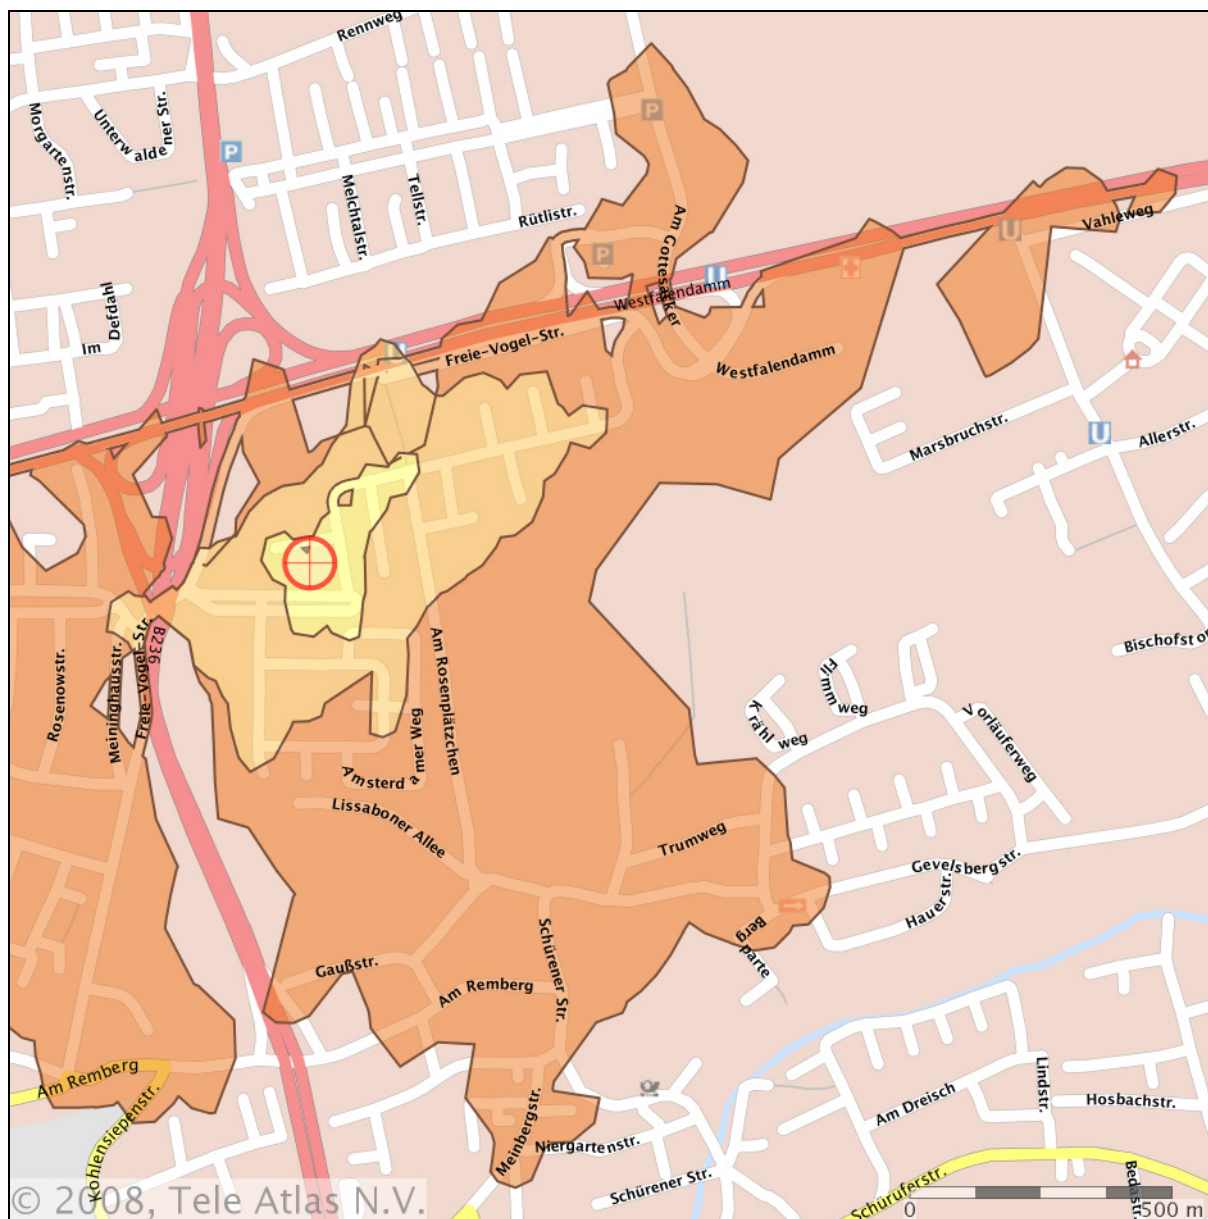 Rennweg
Morgartenstr.
Unterwaldener Str.
P
P
Melchtalstr.
Tellstr.
Rütlistr.
Am Gottesacker
P
U
U
Vahleweg
Im Defdahl
Westfalendamm
Freie-Vogel-Str.
U
Westfalendamm
Marsbruchstr.
U
Allerstr.
Rosenowstr.
Meininghausstr.
Freie-Vogel-Str.
B236
Am Rosenplätzchen
Amsterdamer Weg
Lissaboner Allee
Flimmweg
Krählweg
Vorläuferweg
Bischofstor
Trumweg
Gevelsbergstr.
Hauerstr.
Bergparte
Schürener Str.
Gaußstr.
Am Remberg
Am Remberg
Kohlensiepenstr.
Meinbergstr.
Niergartenstr.
Schürener Str.
Am Dreisch
Lindstr.
Hosbachstr.
Bedastr.
Schüruferstr.
0 500 m
© 2008, Tele Atlas N.V.